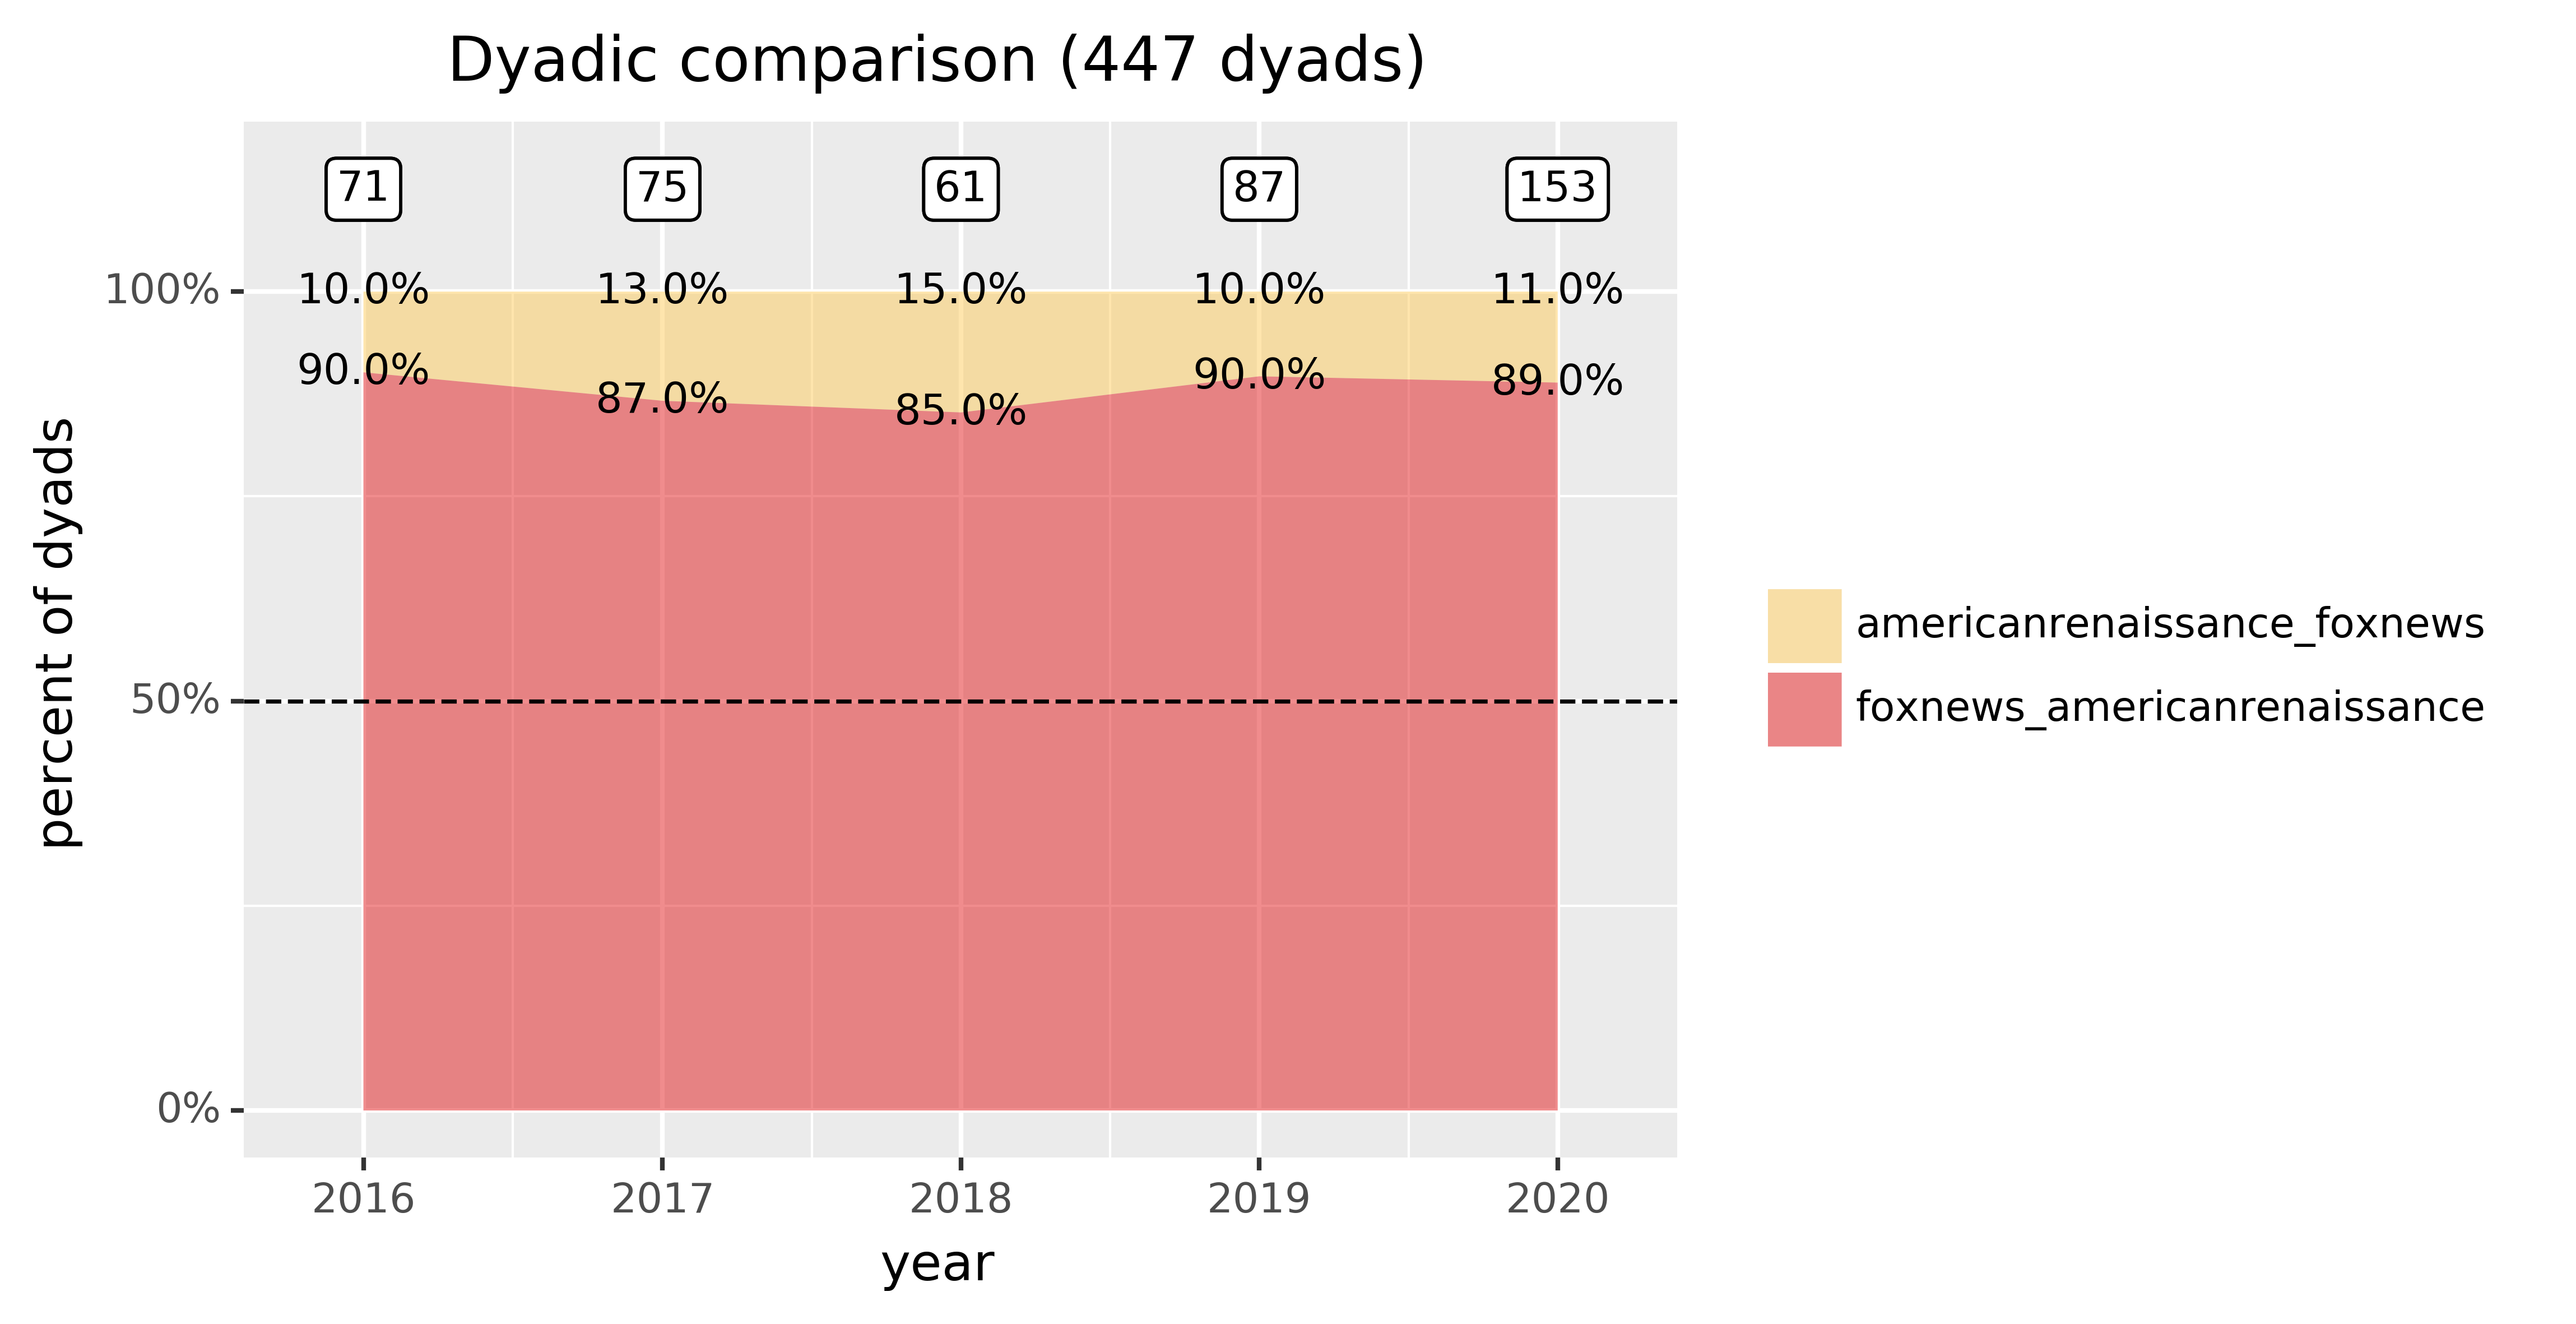 Dyadic comparison (447 dyads)
71 75 61 87 153
100%
10.0% 13.0% 15.0% 10.0% 11.0%
90.0% 87.0% 85.0% 90.0% 89.0%
percent of dyads
50%
0%
americanrenaissance_foxnews
foxnews_americanrenaissance
2016 2017 2018 2019 2020
year